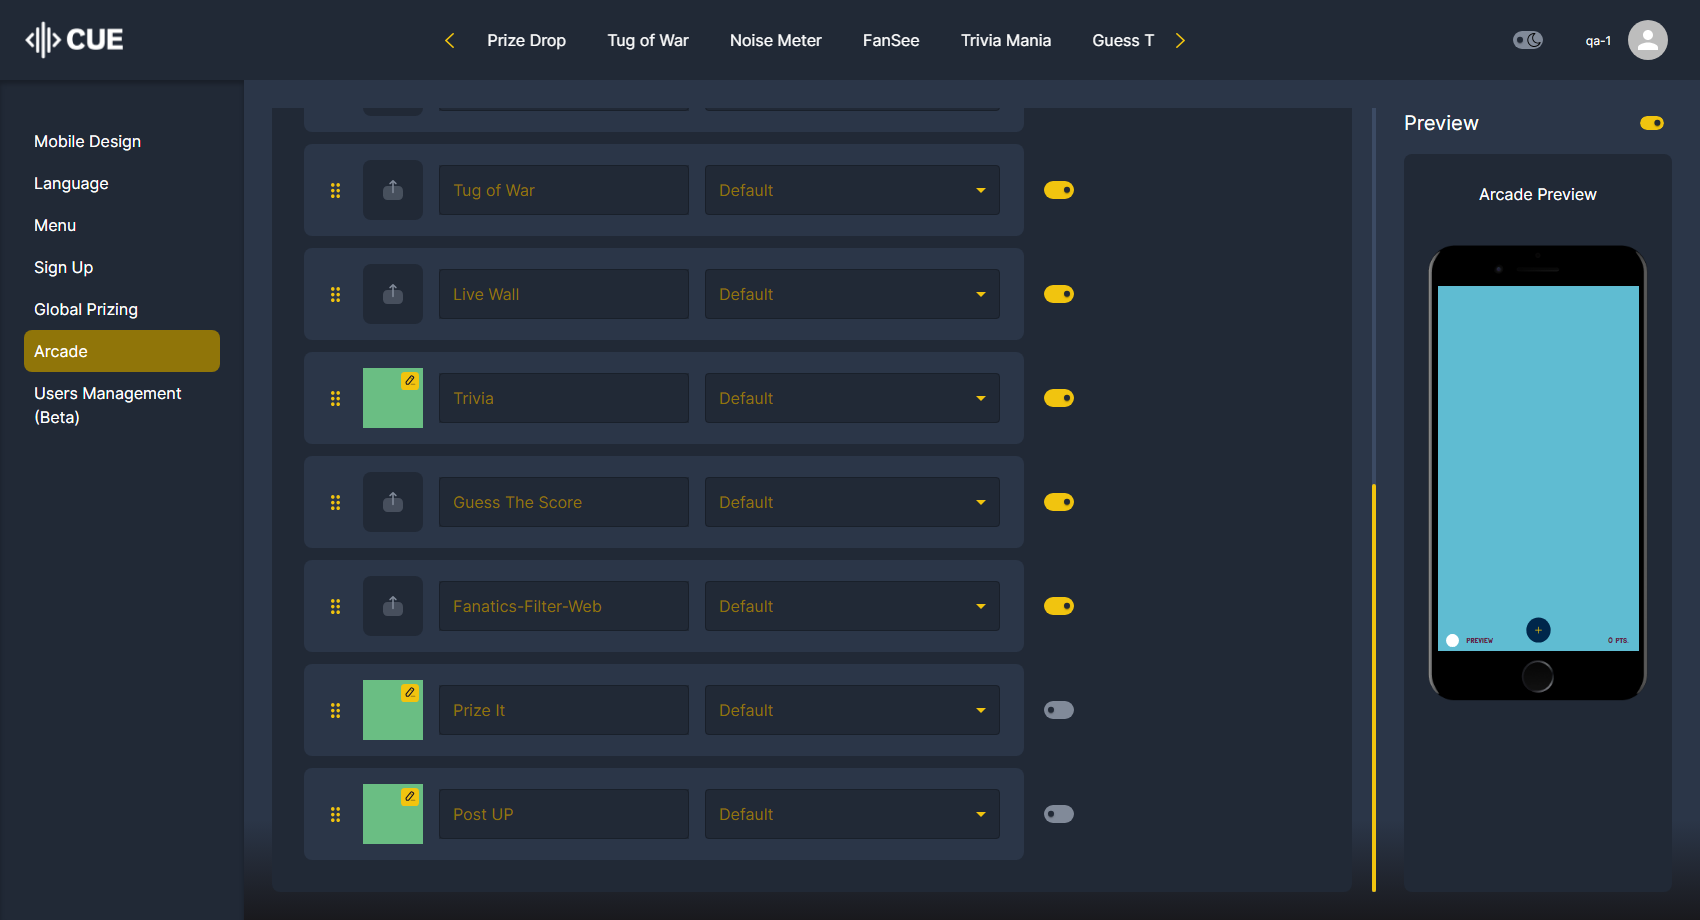 CUE
Prize Drop
Tug of War
Noise Meter
FanSee
Trivia Mania
Guess T
qa-1
Mobile Design
Language
Menu
Sign Up
Global Prizing
Arcade
Users Management
(Beta)
Tug of War
Default
Live Wall
Default
Trivia
Default
Guess The Score
Default
Fanatics-Filter-Web
Default
Prize It
Default
Post UP
Default
Preview
Arcade Preview
PREVIEW
0 PTS.